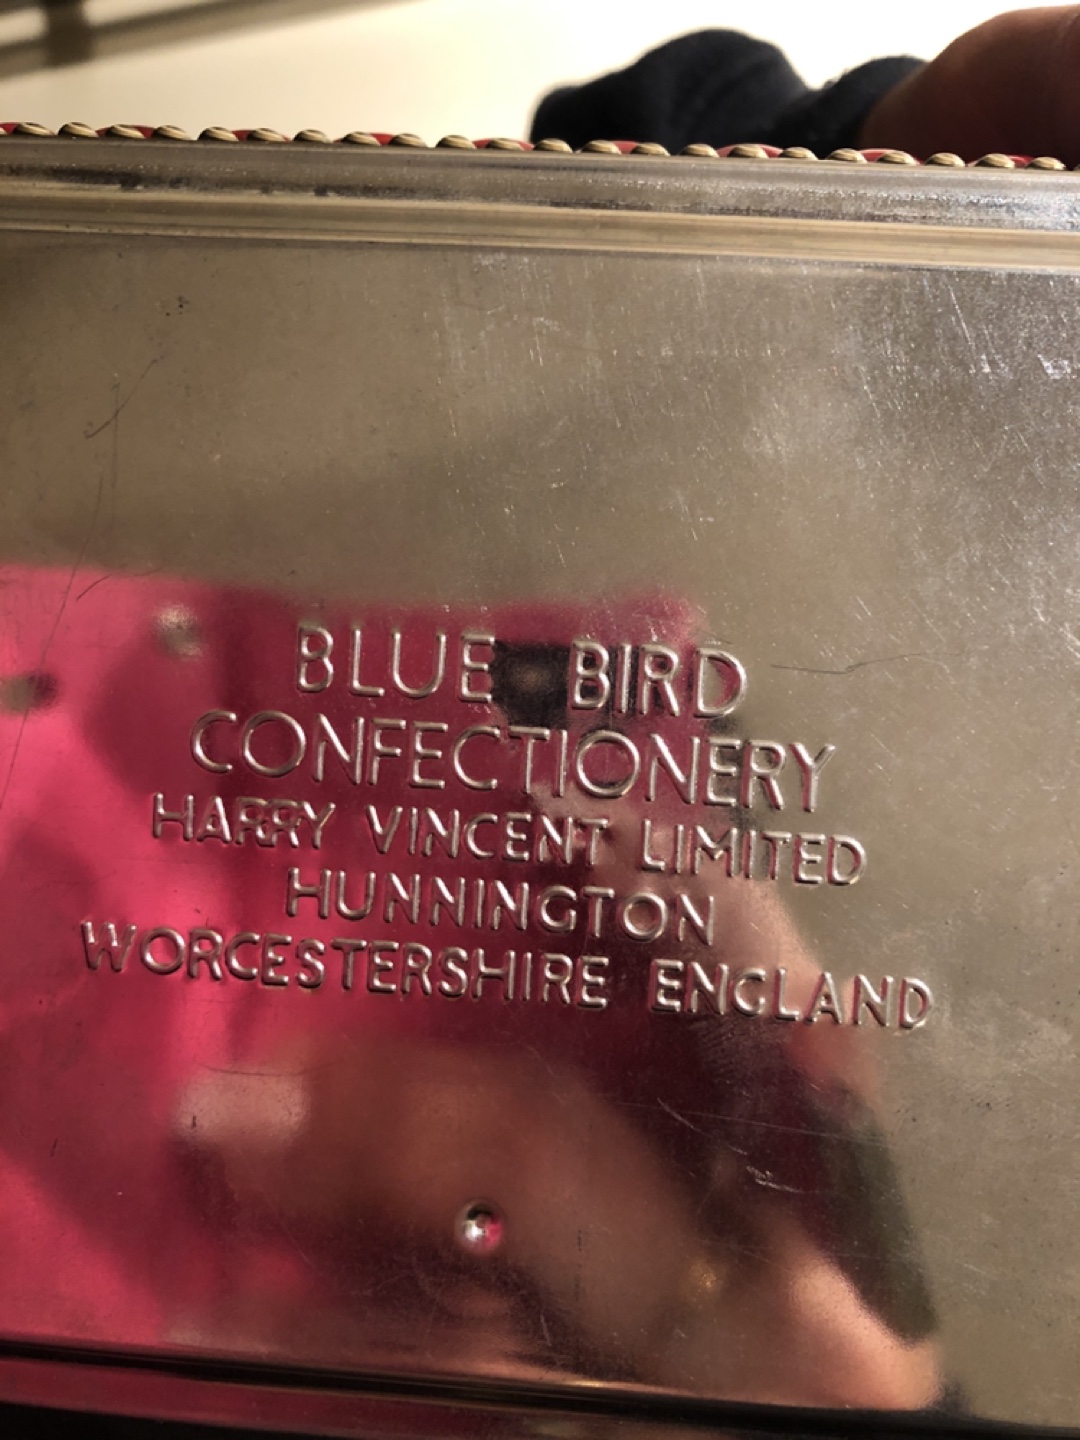 BLUE BIRD
CONFECTIONERY
HARRY VINCENT LIMITED
HUNNINGTON
WORCESTERSHIRE ENGLAND